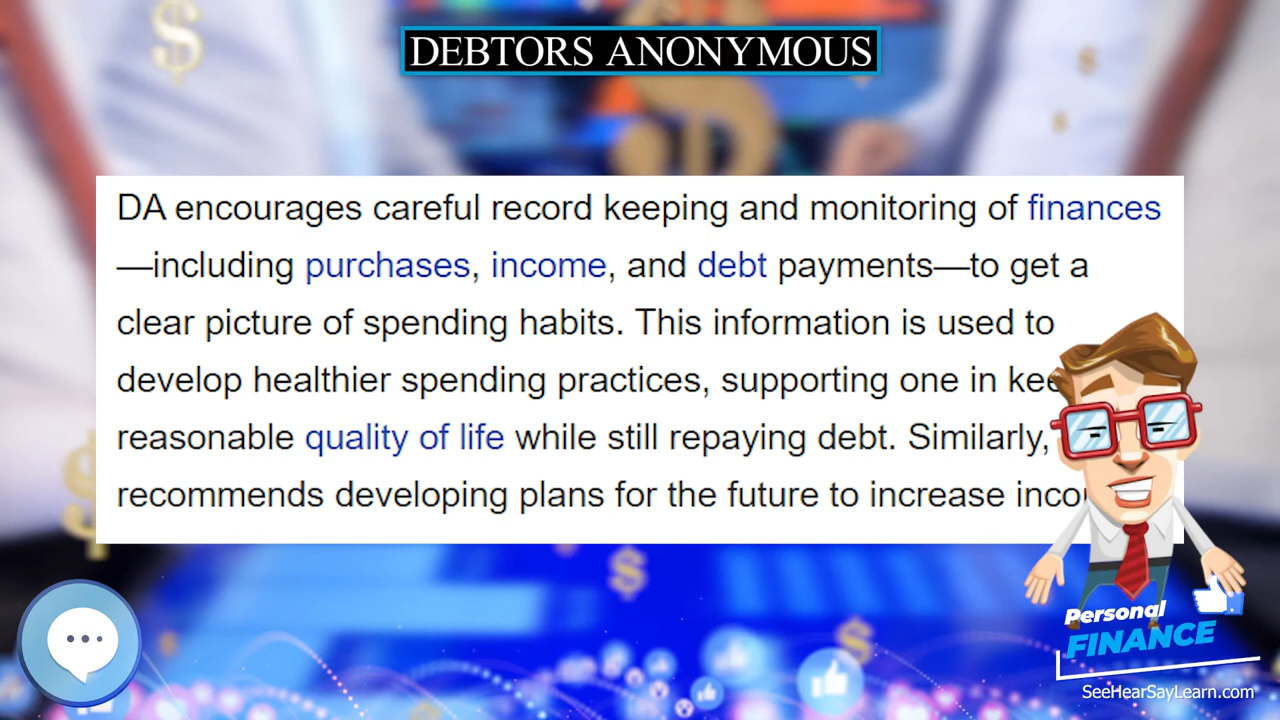 DEBTORS ANONYMOUS
DA encourages careful record keeping and monitoring of finances
—including purchases, income, and debt payments—to get a
clear picture of spending habits. This information is used to
develop healthier spending practices, supporting one in
reasonable quality of life while still repaying debt. Similarly,
recommends developing plans for the future to increase
Personal
FINANCE
SeeHearSayLearn.com